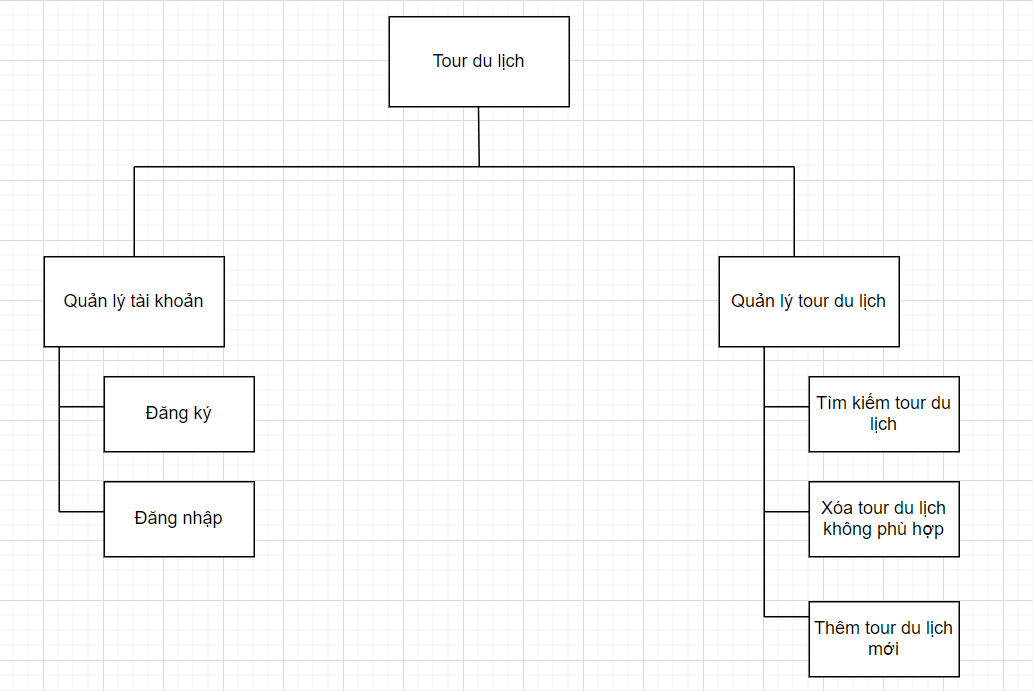 Tour du lịch
Quản lý tài khoản
Đăng ký
Đăng nhập
Quản lý tour du lịch
Tìm kiếm tour du
lịch
Xóa tour du lịch
không phù hợp
Thêm tour du lịch
mới